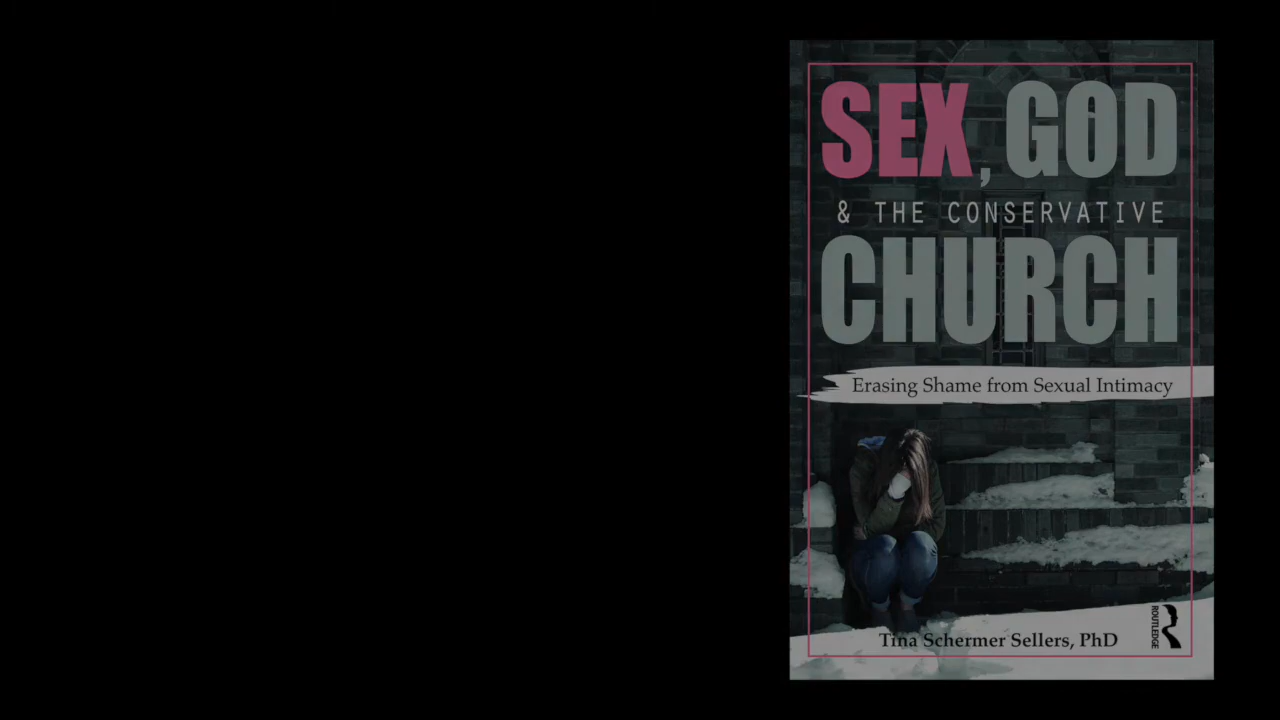 SEX, GOD
& THE CONSERVATIVE
CHURCH
Erasing Shame from Sexual Intimacy
Tina Schermer Sellers, PhD
ROUTLEDGE